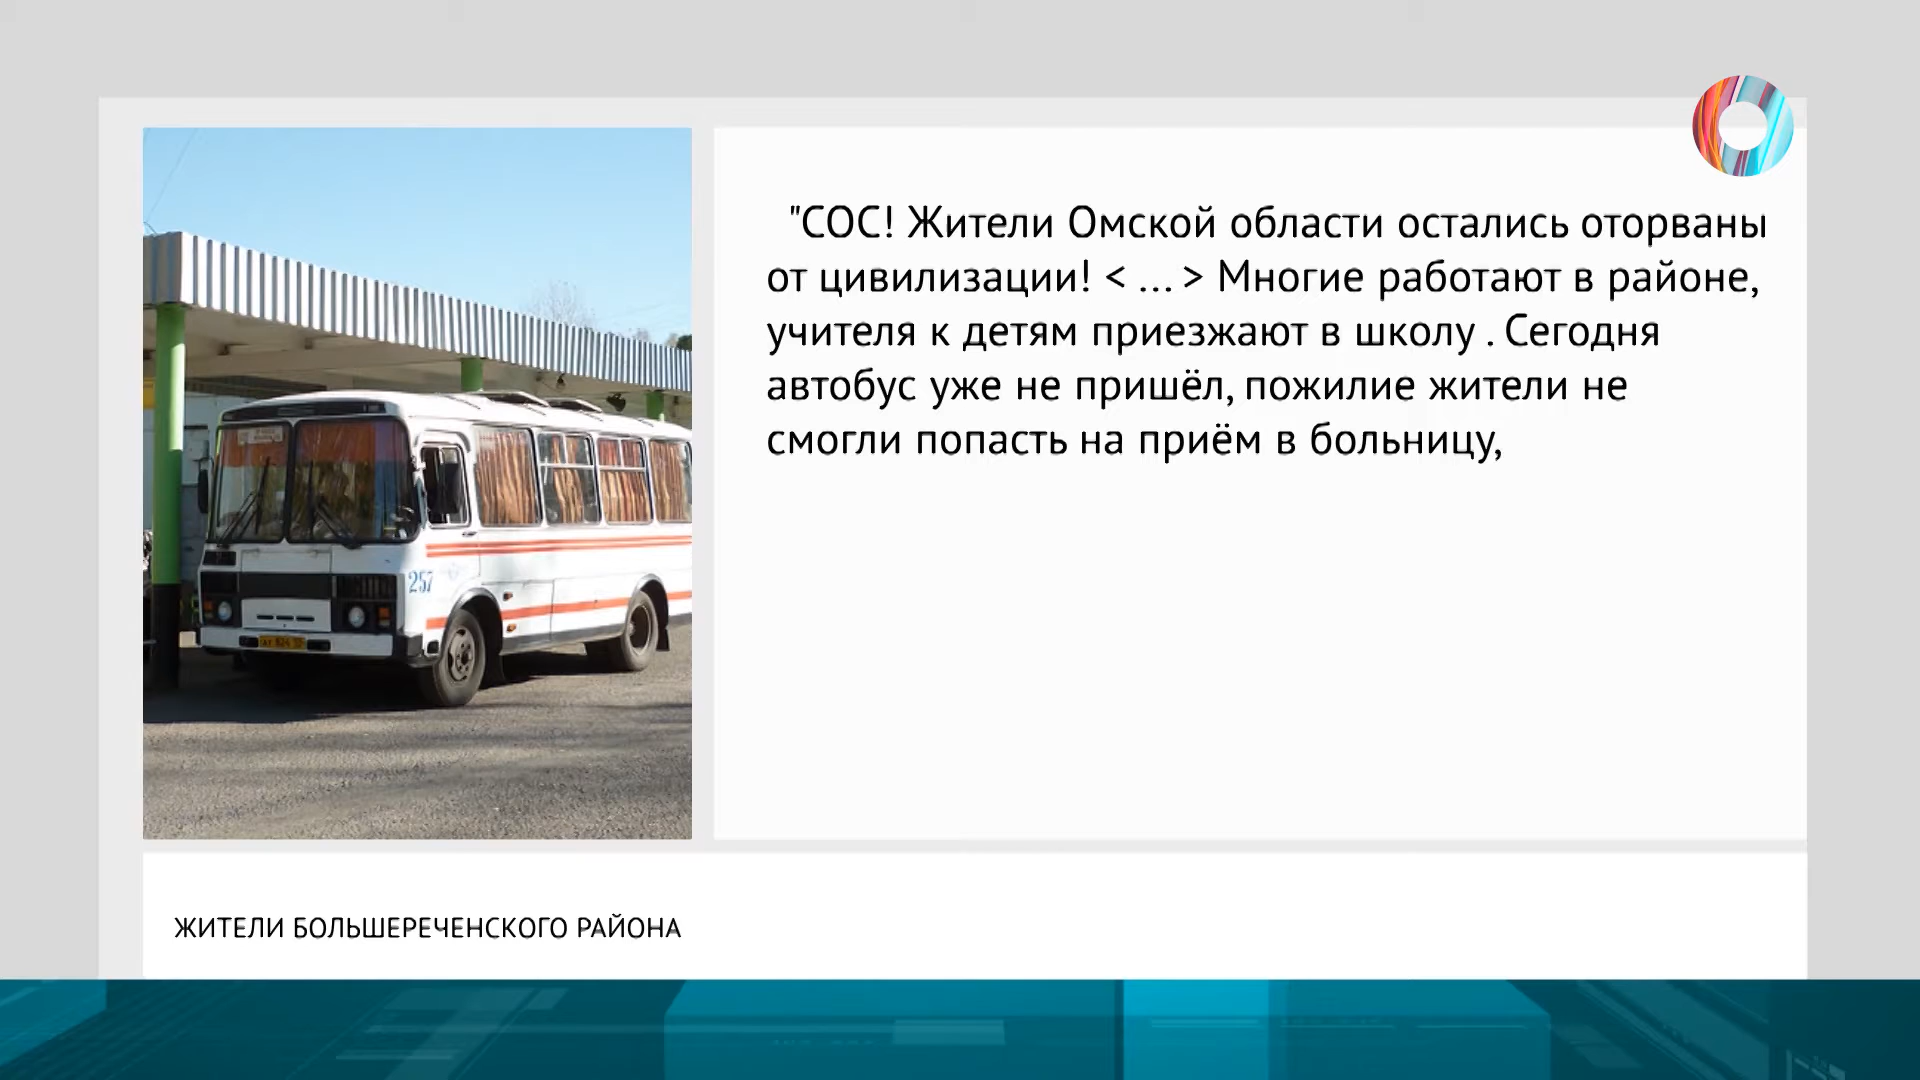 "СОС! Жители Омской области остались оторваны
от цивилизации! < ... > Многие работают в районе,
учителя к детям приезжают в школу . Сегодня
автобус уже не пришёл, пожилие жители не
смогли попасть на приём в больницу,
257
ЖИТЕЛИ БОЛЬШЕРЕЧЕНСКОГО РАЙОНА